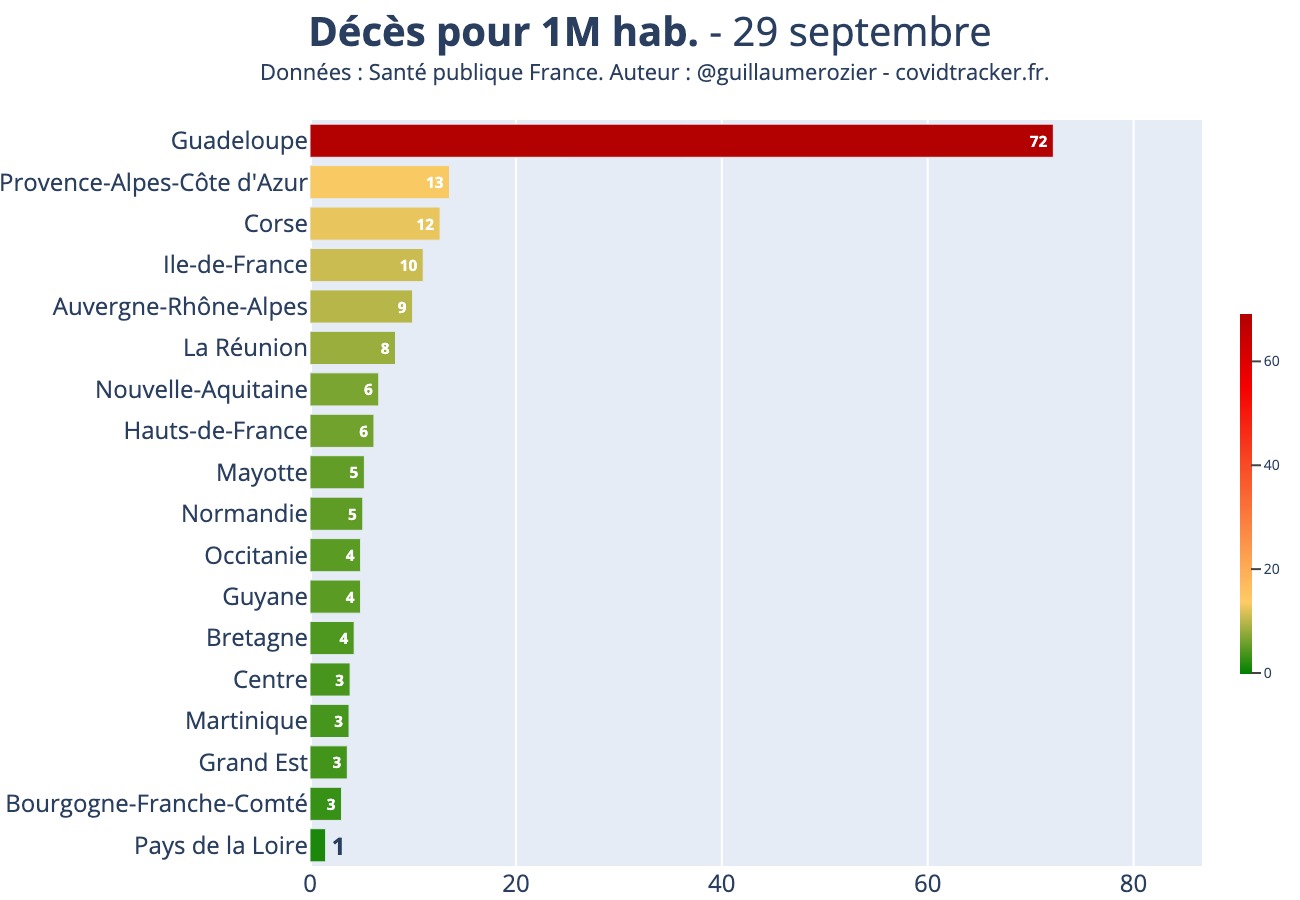 Décès pour 1M hab. - 29 septembre
Données : Santé publique France. Auteur : @guillaumerozier - covidtracker.fr.
Guadeloupe 72
Provence-Alpes-Côte d'Azur 13
Corse 12
Ile-de-France 10
Auvergne-Rhône-Alpes 9
La Réunion 8
Nouvelle-Aquitaine 6
Hauts-de-France 6
Mayotte 5
Normandie 5
Occitanie 4
Guyane 4
Bretagne 4
Centre 3
Martinique 3
Grand Est 3
Bourgogne-Franche-Comté 3
Pays de la Loire 1
0 20 40 60 80
60
40
20
0